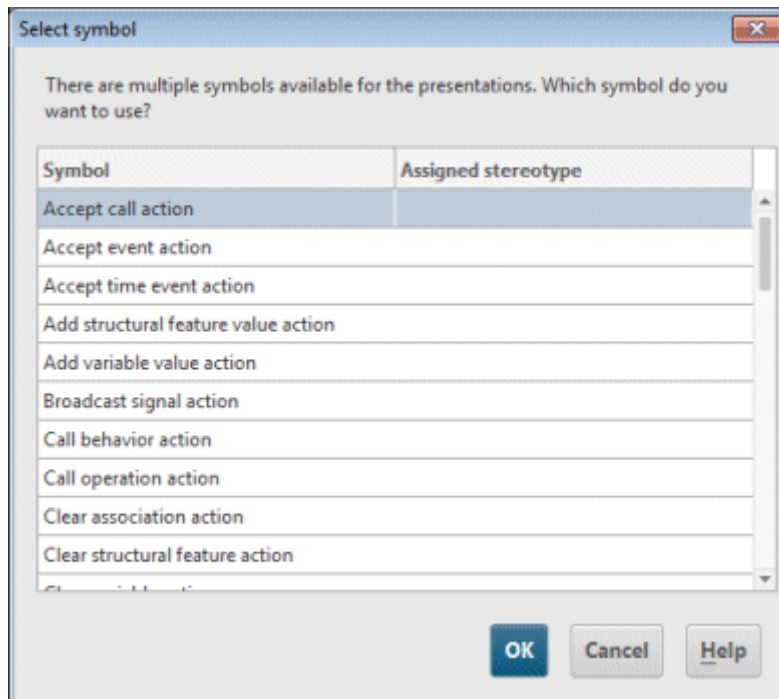 Select symbol
There are multiple symbols available for the presentations. Which symbol do you
want to use?
Symbol Assigned stereotype
Accept call action
Accept event action
Accept time event action
Add structural feature value action
Add variable value action
Broadcast signal action
Call behavior action
Call operation action
Clear association action
Clear structural feature action
OK Cancel Help